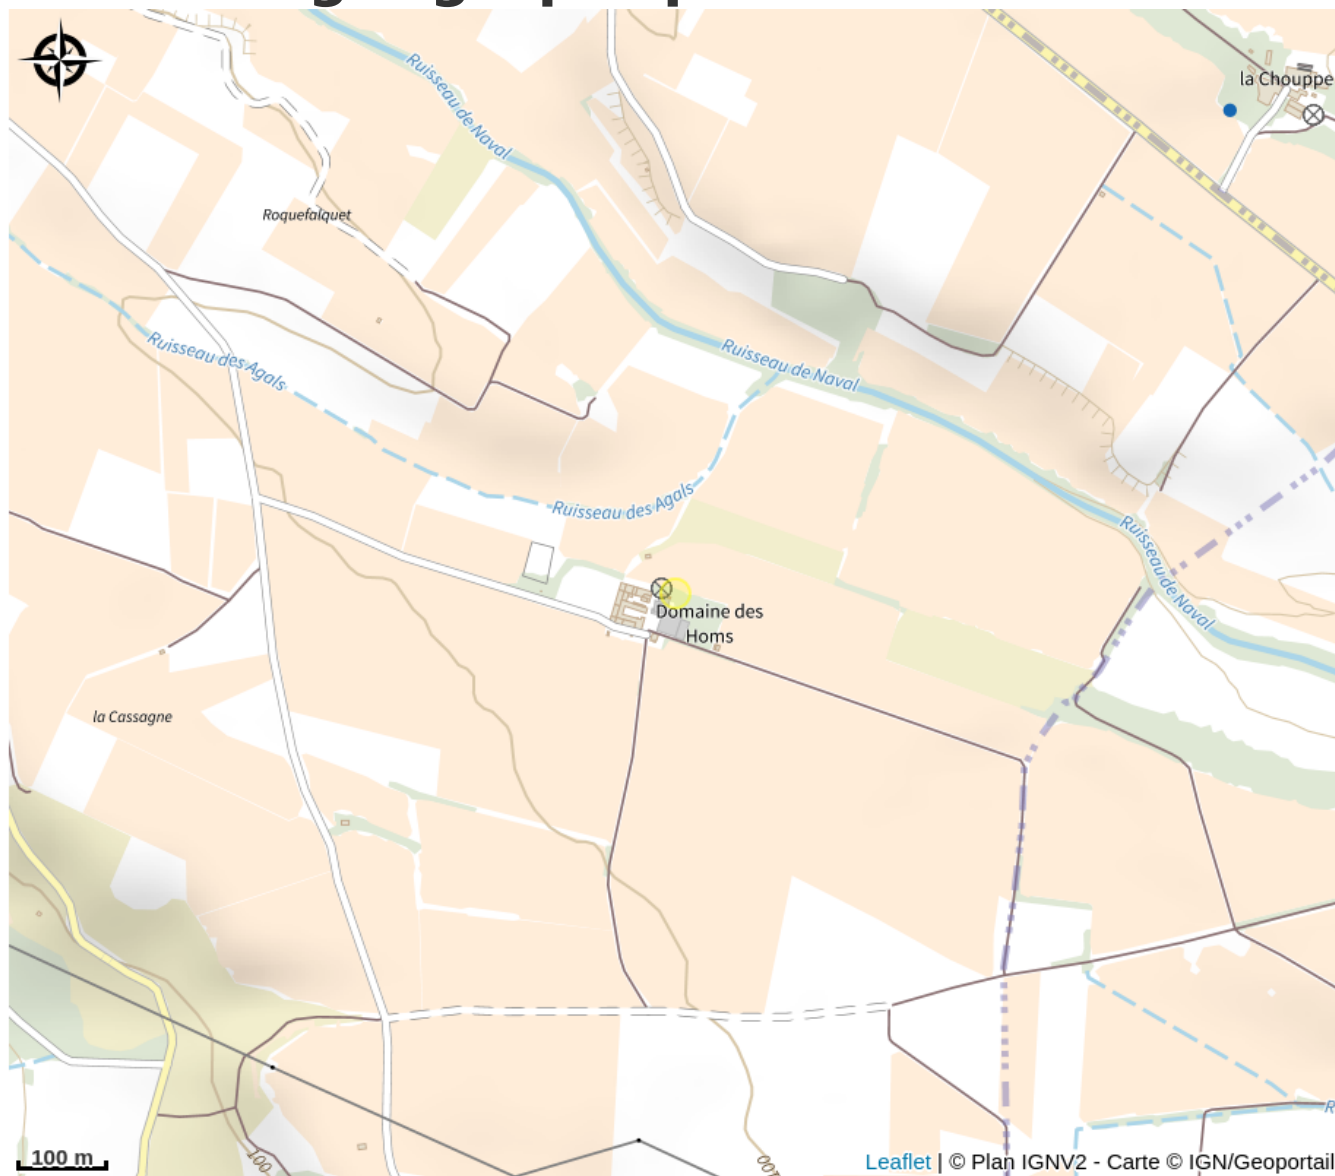 la Chouppe
Ruisseau de Naval
Roquefalquet
Ruisseau des Agals
Ruisseau de Naval
Ruisseau des Agals
Ruisseau de Naval
Domaine des
Homs
la Cassagne
100
100
100 m
Leaflet | © Plan IGNV2 - Carte © IGN/Geoportail